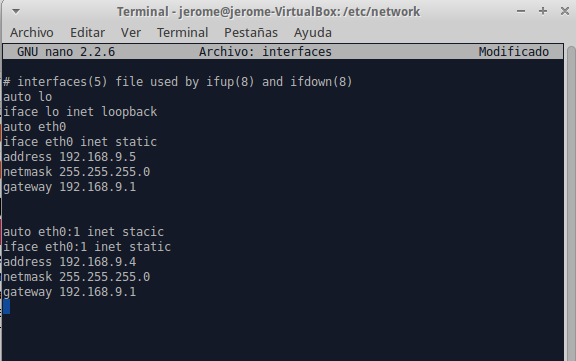 Terminal - jerome@jerome-VirtualBox: /etc/network
Archivo Editar Ver Terminal Pestañas Ayuda
GNU nano 2.2.6 Archivo: interfaces Modificado
# interfaces(5) file used by ifup(8) and ifdown(8)
auto lo
iface lo inet loopback
auto eth0
iface eth0 inet static
address 192.168.9.5
netmask 255.255.255.0
gateway 192.168.9.1
auto eth0:1 inet stacic
iface eth0:1 inet static
address 192.168.9.4
netmask 255.255.255.0
gateway 192.168.9.1